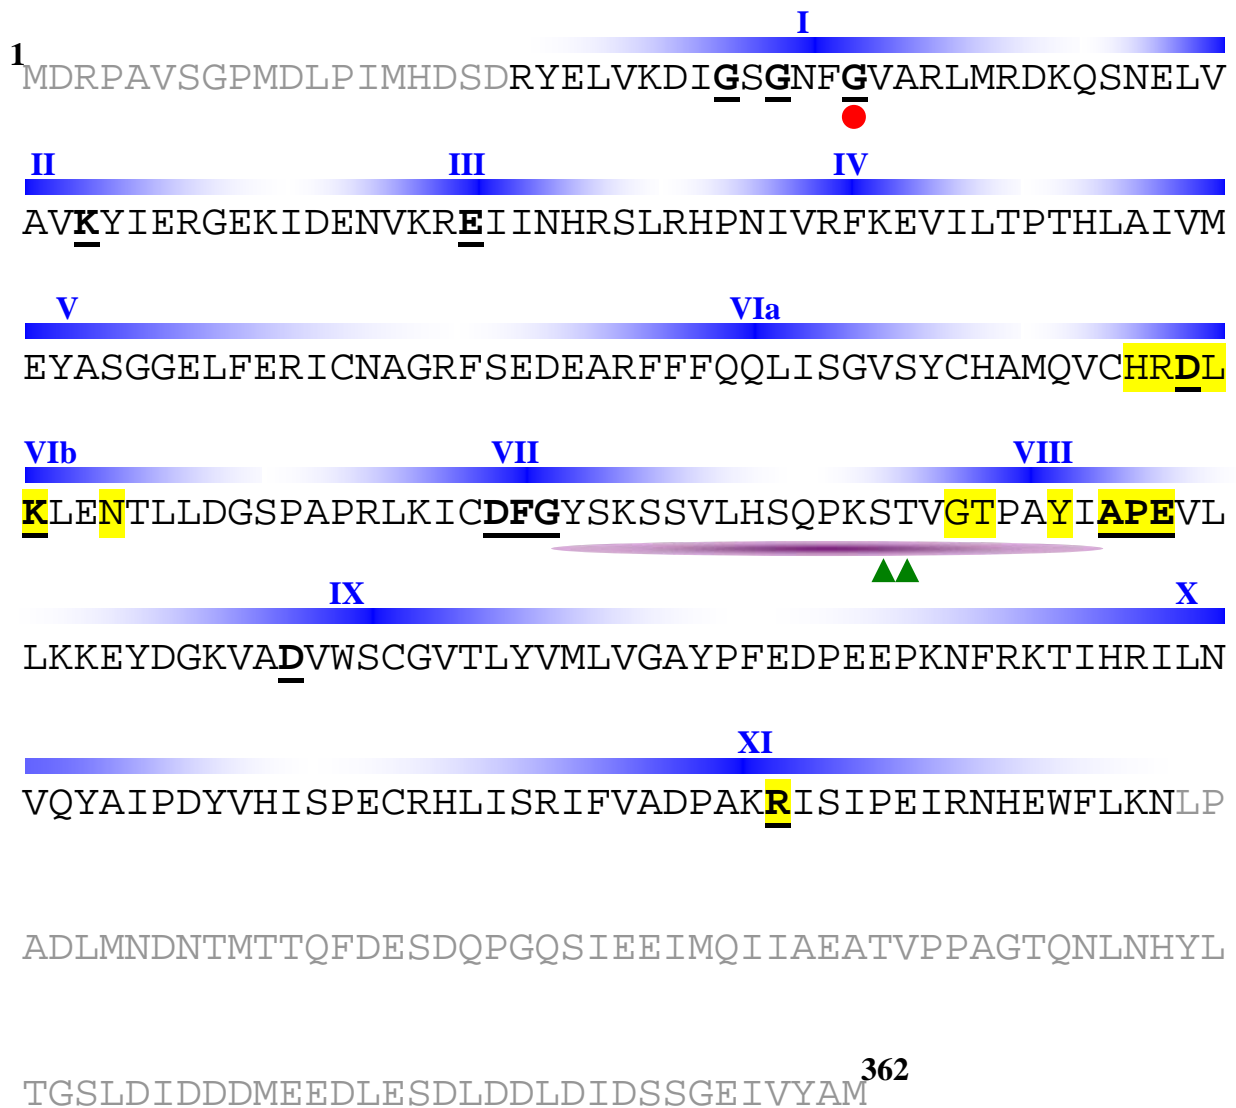 I
1
MDRPAVSGPMDLPIMHDSDRYELVKDIGSGNFGVARLMRDKQSNELV
II III IV
AVKYIERGEKIDENVKREIINHRSLRHPNIVRFKEVILTPTHLAIVM
V VIa
EYASGGELFERICNAGRFSEDEARFFFQQLISGVSYCHAMQVCHRDL
VIb VII VIII
KLENTLLDGSPAPRLKICDFGYSKSSVLHSQPKSTVGTPAYIAPEVL
IX X
LKKEYDGKVADVWSCGVTLYVMLVGAYPFEDPEEPKNFRKTIHRILN
XI
VQYAIPDYVHISPECRHLISRIFVADPAKRISIPEIRNHEWFLKNLP
ADLMNDNTMTTQFDESDQPGQSIEEIMQIIAEATVPPAGTQNLNHYL
TGSLDIDDDMEEDLESDLDDLDIDSSGEIVYAM 362